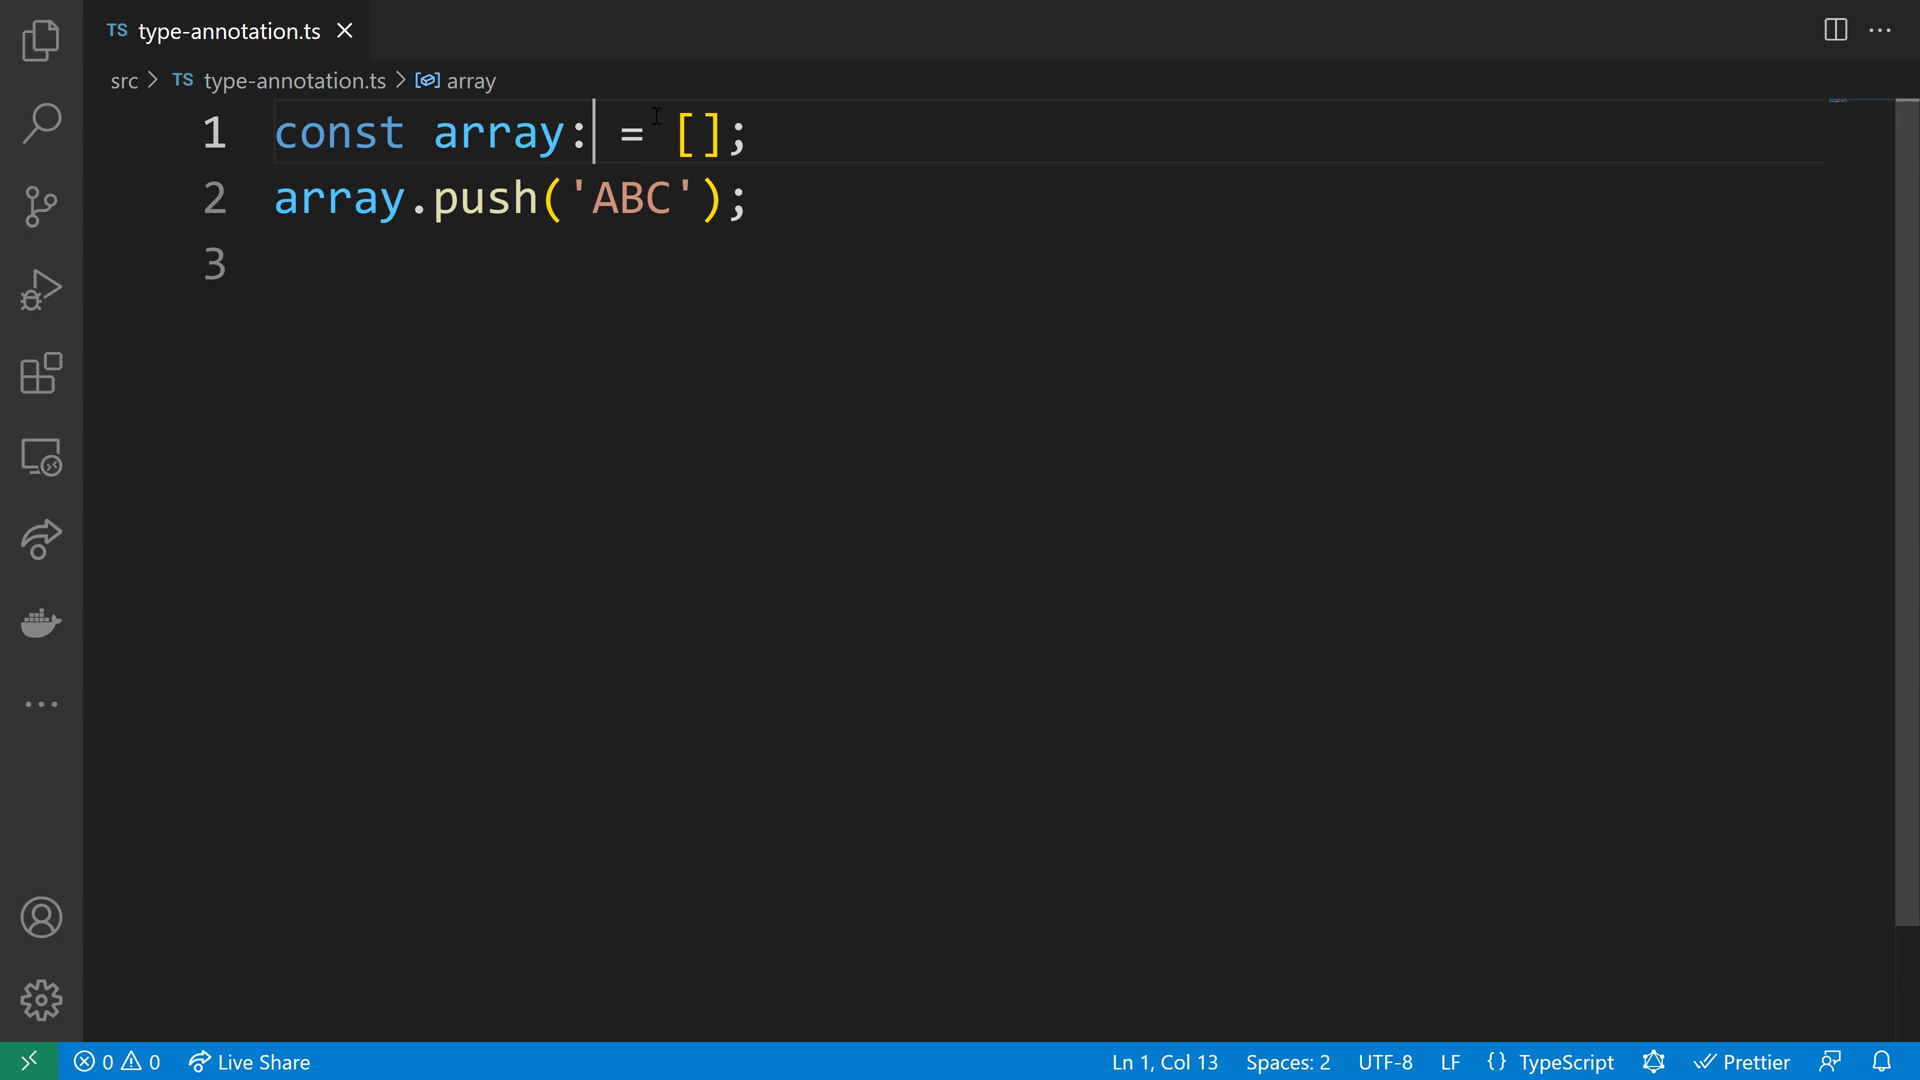 TS type-annotation.ts
src > TS type-annotation.ts > array
1 const array: = [];
2 array.push('ABC');
3
0 0 Live Share Ln 1, Col 13 Spaces: 2 UTF-8 LF {} TypeScript Prettier